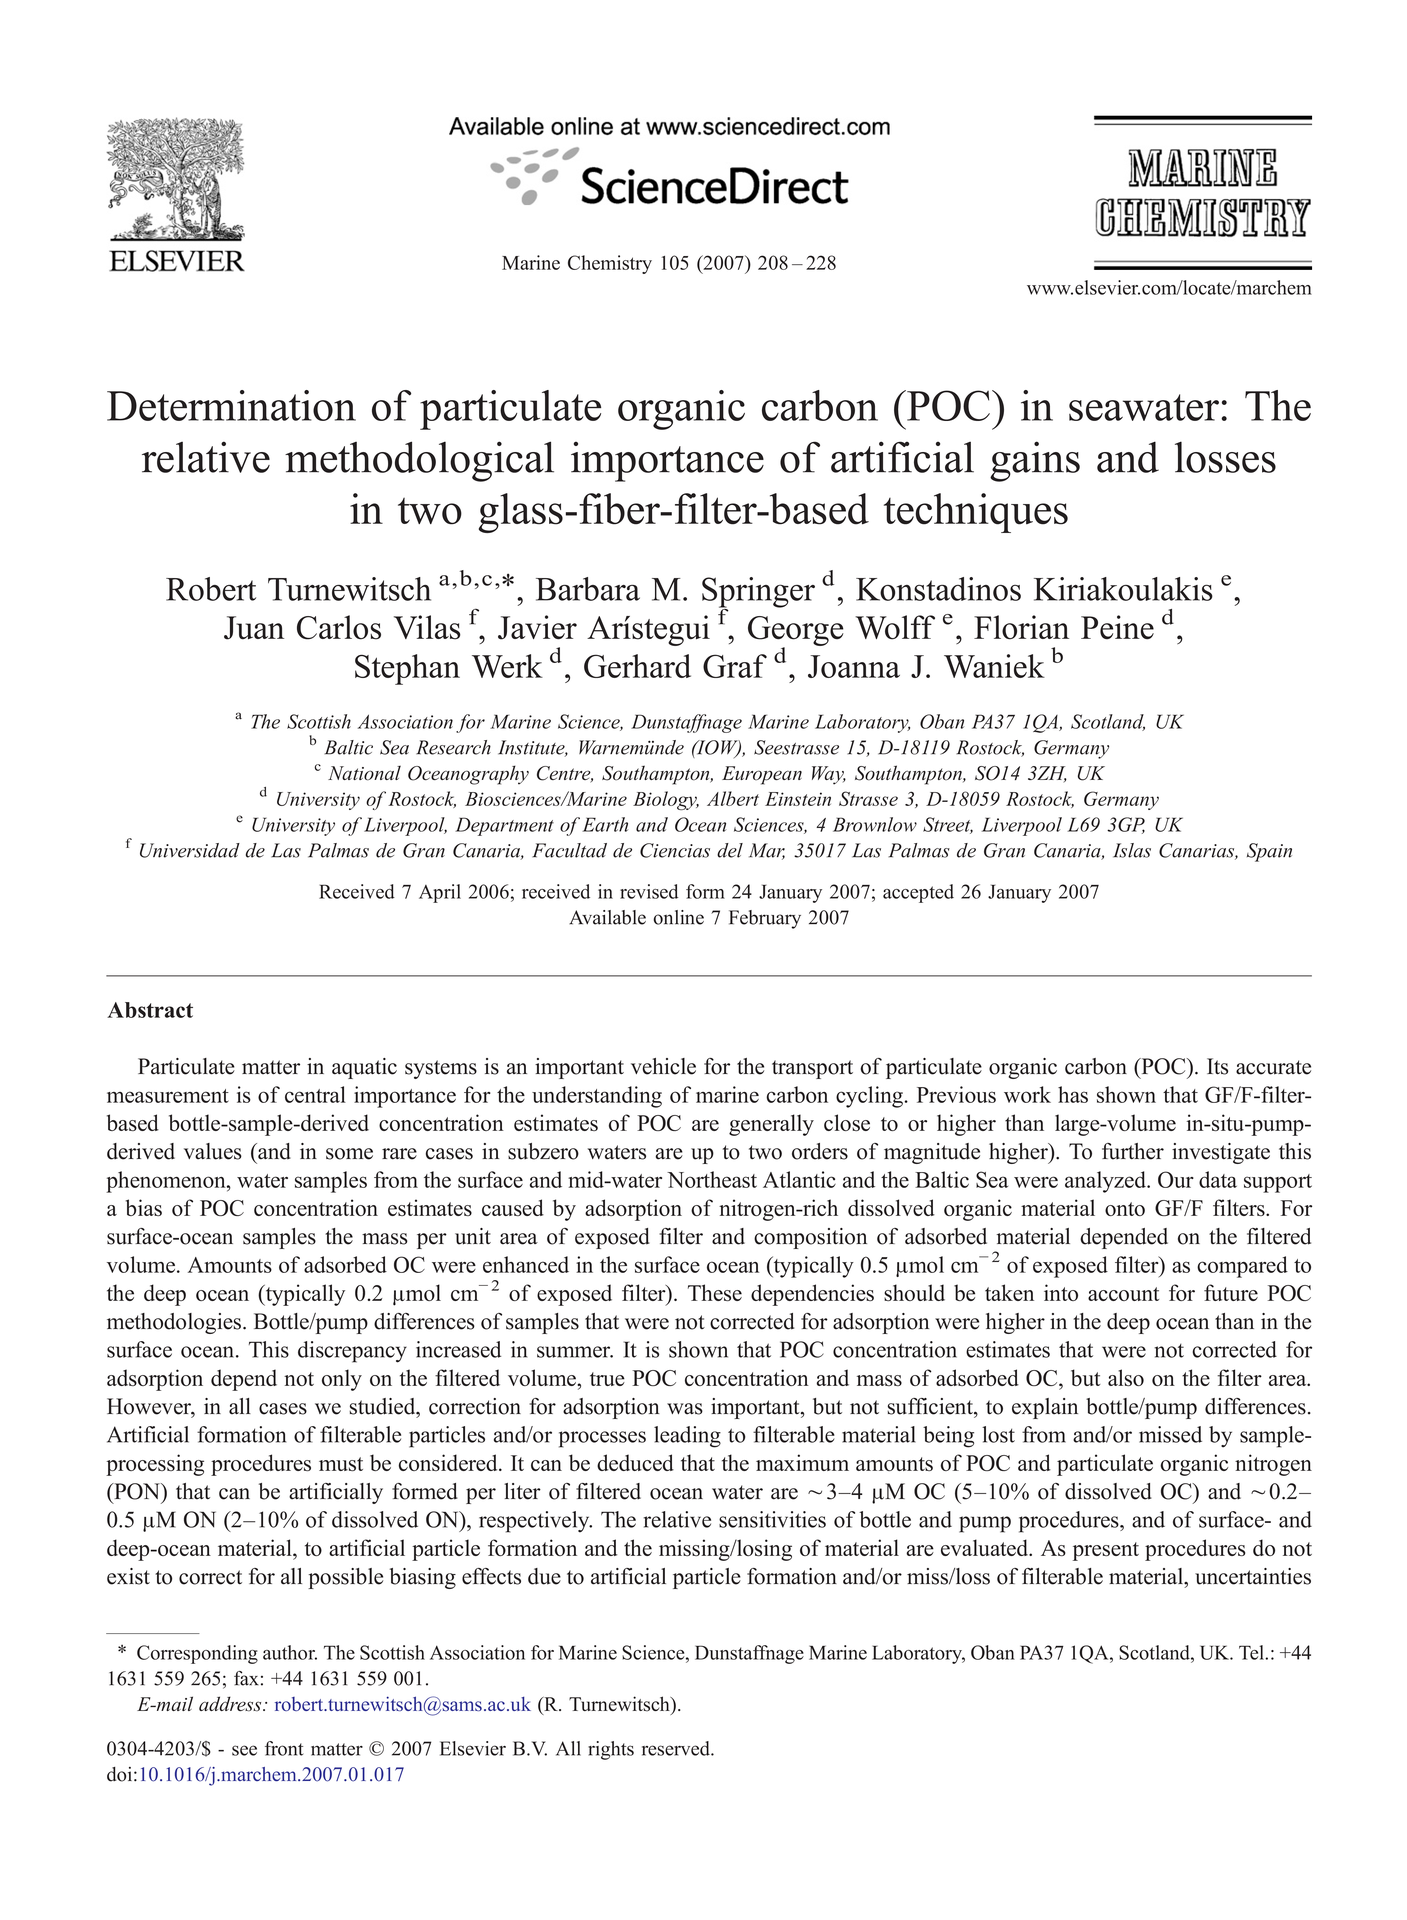 Available online at www.sciencedirect.com
ScienceDirect
ELSEVIER
Marine Chemistry 105 (2007) 208–228
MARINE
CHEMISTRY
www.elsevier.com/locate/marchem
Determination of particulate organic carbon (POC) in seawater: The
relative methodological importance of artificial gains and losses
in two glass-fiber-filter-based techniques
Robert Turnewitsch a,b,c,*, Barbara M. Springer d, Konstadinos Kiriakoulakis e,
Juan Carlos Vilas f, Javier Arístegui f, George Wolff e, Florian Peine d,
Stephan Werk d, Gerhard Graf d, Joanna J. Waniek b
a The Scottish Association for Marine Science, Dunstaffnage Marine Laboratory, Oban PA37 1QA, Scotland, UK
b Baltic Sea Research Institute, Warnemünde (IOW), Seestrasse 15, D-18119 Rostock, Germany
c National Oceanography Centre, Southampton, European Way, Southampton, SO14 3ZH, UK
d University of Rostock, Biosciences/Marine Biology, Albert Einstein Strasse 3, D-18059 Rostock, Germany
e University of Liverpool, Department of Earth and Ocean Sciences, 4 Brownlow Street, Liverpool L69 3GP, UK
f Universidad de Las Palmas de Gran Canaria, Facultad de Ciencias del Mar, 35017 Las Palmas de Gran Canaria, Islas Canarias, Spain
Received 7 April 2006; received in revised form 24 January 2007; accepted 26 January 2007
Available online 7 February 2007
Abstract
Particulate matter in aquatic systems is an important vehicle for the transport of particulate organic carbon (POC). Its accurate
measurement is of central importance for the understanding of marine carbon cycling. Previous work has shown that GF/F-filter-
based bottle-sample-derived concentration estimates of POC are generally close to or higher than large-volume in-situ-pump-
derived values (and in some rare cases in subzero waters are up to two orders of magnitude higher). To further investigate this
phenomenon, water samples from the surface and mid-water Northeast Atlantic and the Baltic Sea were analyzed. Our data support
a bias of POC concentration estimates caused by adsorption of nitrogen-rich dissolved organic material onto GF/F filters. For
surface-ocean samples the mass per unit area of exposed filter and composition of adsorbed material depended on the filtered
volume. Amounts of adsorbed OC were enhanced in the surface ocean (typically 0.5 μmol cm−2 of exposed filter) as compared to
the deep ocean (typically 0.2 μmol cm−2 of exposed filter). These dependencies should be taken into account for future POC
methodologies. Bottle/pump differences of samples that were not corrected for adsorption were higher in the deep ocean than in the
surface ocean. This discrepancy increased in summer. It is shown that POC concentration estimates that were not corrected for
adsorption depend not only on the filtered volume, true POC concentration and mass of adsorbed OC, but also on the filter area.
However, in all cases we studied, correction for adsorption was important, but not sufficient, to explain bottle/pump differences.
Artificial formation of filterable particles and/or processes leading to filterable material being lost from and/or missed by sample-
processing procedures must be considered. It can be deduced that the maximum amounts of POC and particulate organic nitrogen
(PON) that can be artificially formed per liter of filtered ocean water are ~3–4 μM OC (5–10% of dissolved OC) and ~0.2–
0.5 μM ON (2–10% of dissolved ON), respectively. The relative sensitivities of bottle and pump procedures, and of surface- and
deep-ocean material, to artificial particle formation and the missing/losing of material are evaluated. As present procedures do not
exist to correct for all possible biasing effects due to artificial particle formation and/or miss/loss of filterable material, uncertainties
* Corresponding author. The Scottish Association for Marine Science, Dunstaffnage Marine Laboratory, Oban PA37 1QA, Scotland, UK. Tel.: +44
1631 559 265; fax: +44 1631 559 001.
E-mail address: robert.turnewitsch@sams.ac.uk (R. Turnewitsch).
0304-4203/$ - see front matter © 2007 Elsevier B.V. All rights reserved.
doi:10.1016/j.marchem.2007.01.017